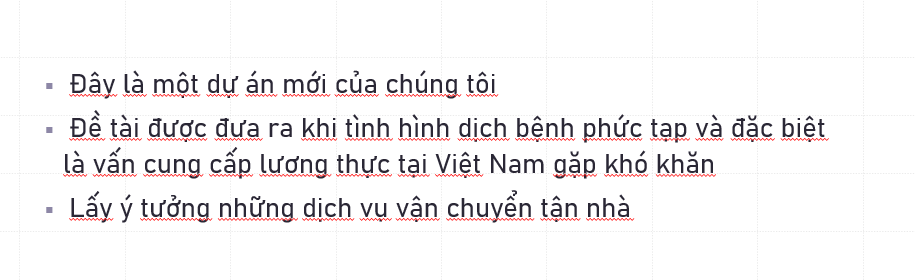 Đây là một dự án mới của chúng tôi
Đề tài được đưa ra khi tình hình dịch bệnh phức tạp và đặc biệt
là vấn cung cấp lương thực tại Việt Nam gặp khó khăn
Lấy ý tưởng những dịch vụ vận chuyển tận nhà